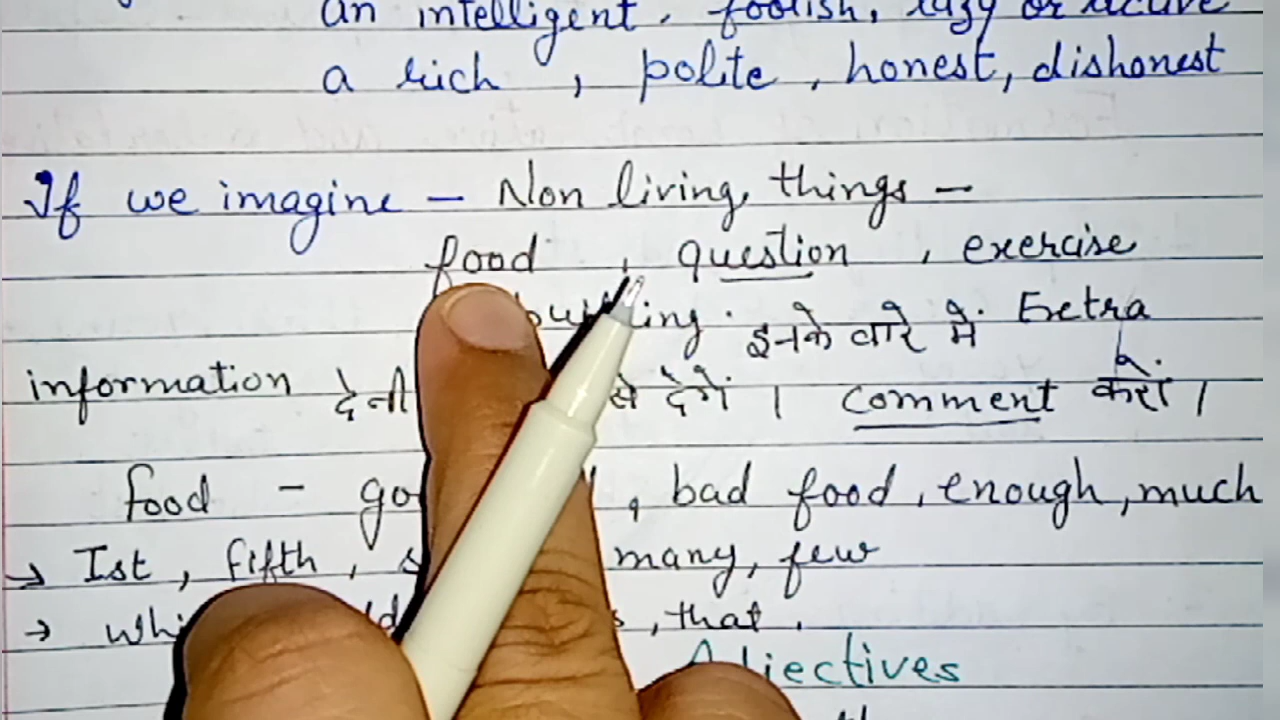 an intelligent, foolish, lazy or active
a rich , polite , honest, dishonest
If we imagine – Non living things –
food , question , exercise
इनके बारे में Extra
information देनी से देंगे । comment करो ।
food - , bad food, enough, much
→ Ist , fifth , many, few
→ , that .
Adjectives